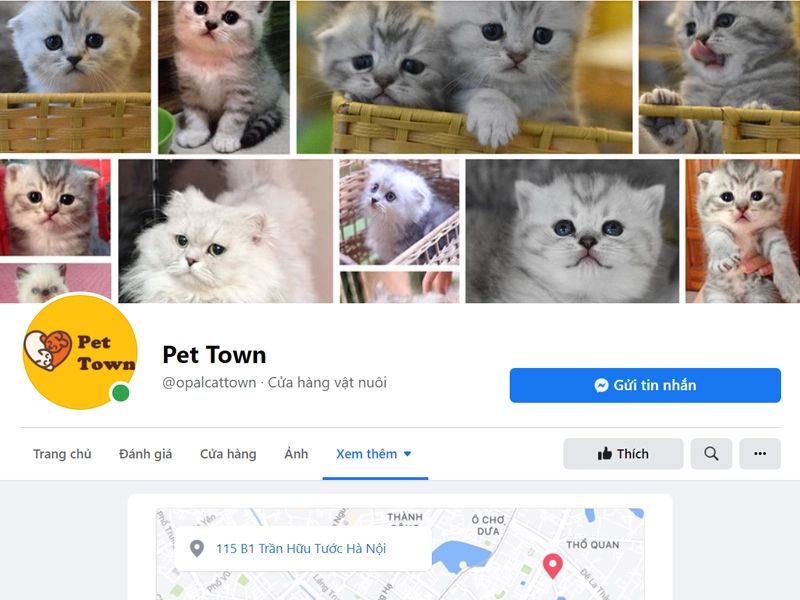 Pet
Town
Pet Town
@opalcattown · Cửa hàng vật nuôi
Gửi tin nhắn
Trang chủ
Đánh giá
Cửa hàng
Ảnh
Xem thêm
Thích
115 B1 Trần Hữu Tước Hà Nội
THÀNH
Ô CHỢ
DỪA
THỔ QUAN